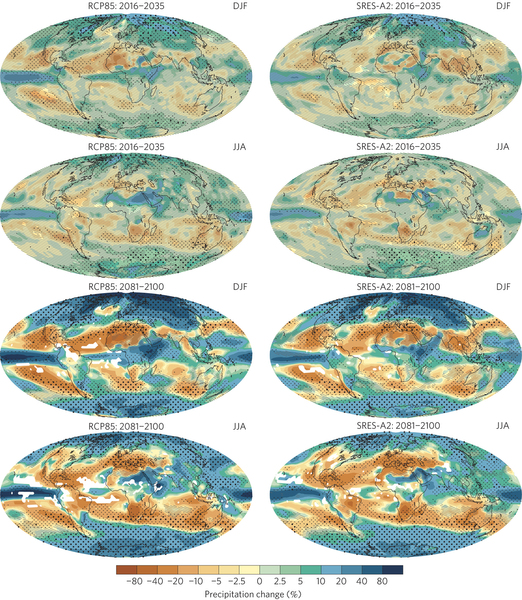 RCP85: 2016–2035 DJF SRES-A2: 2016–2035 DJF
RCP85: 2016–2035 JJA SRES-A2: 2016–2035 JJA
RCP85: 2081–2100 DJF SRES-A2: 2081–2100 DJF
RCP85: 2081–2100 JJA SRES-A2: 2081–2100 JJA
−80 −40 −20 −10 −5 −2.5 0 2.5 5 10 20 40 80
Precipitation change (%)